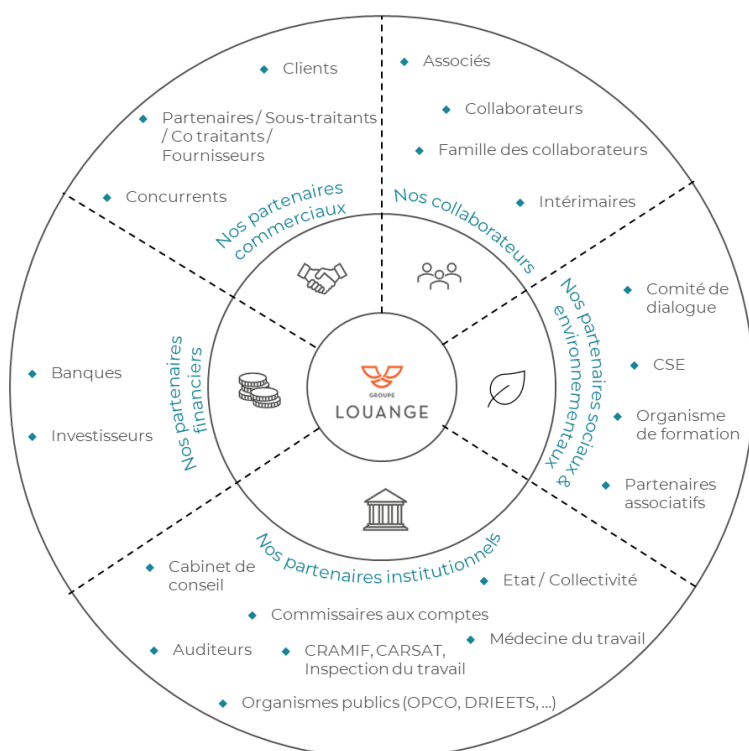 Clients
Partenaires / Sous-traitants
/ Co traitants /
Fournisseurs
Concurrents
Nos partenaires
commerciaux
Associés
Collaborateurs
Famille des collaborateurs
Intérimaires
Nos collaborateurs
Comité de
dialogue
CSE
Organisme
de formation
Partenaires
associatifs
Nos partenaires sociaux &
environnementaux
Banques
Investisseurs
Nos partenaires
financiers
GROUPE
LOUANGE
Nos partenaires institutionnels
Cabinet de
conseil
Etat / Collectivité
Commissaires aux comptes
Auditeurs
CRAMIF, CARSAT,
Inspection du travail
Médecine du travail
Organismes publics (OPCO, DRIEETS, ...)